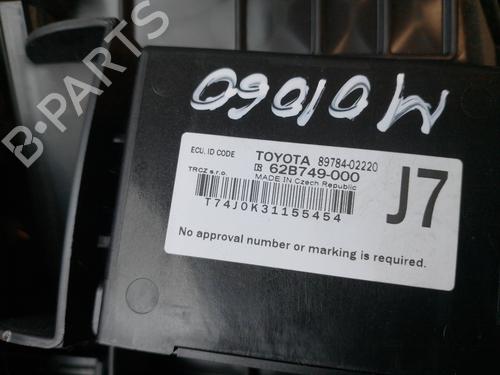 B-PARTS
M01060
ECU. ID CODE TOYOTA 89784-02220
62B749-000
TRCZ s.r.o. MADE IN Czech Republic
T74J0K31155454
J7
No approval number or marking is required.